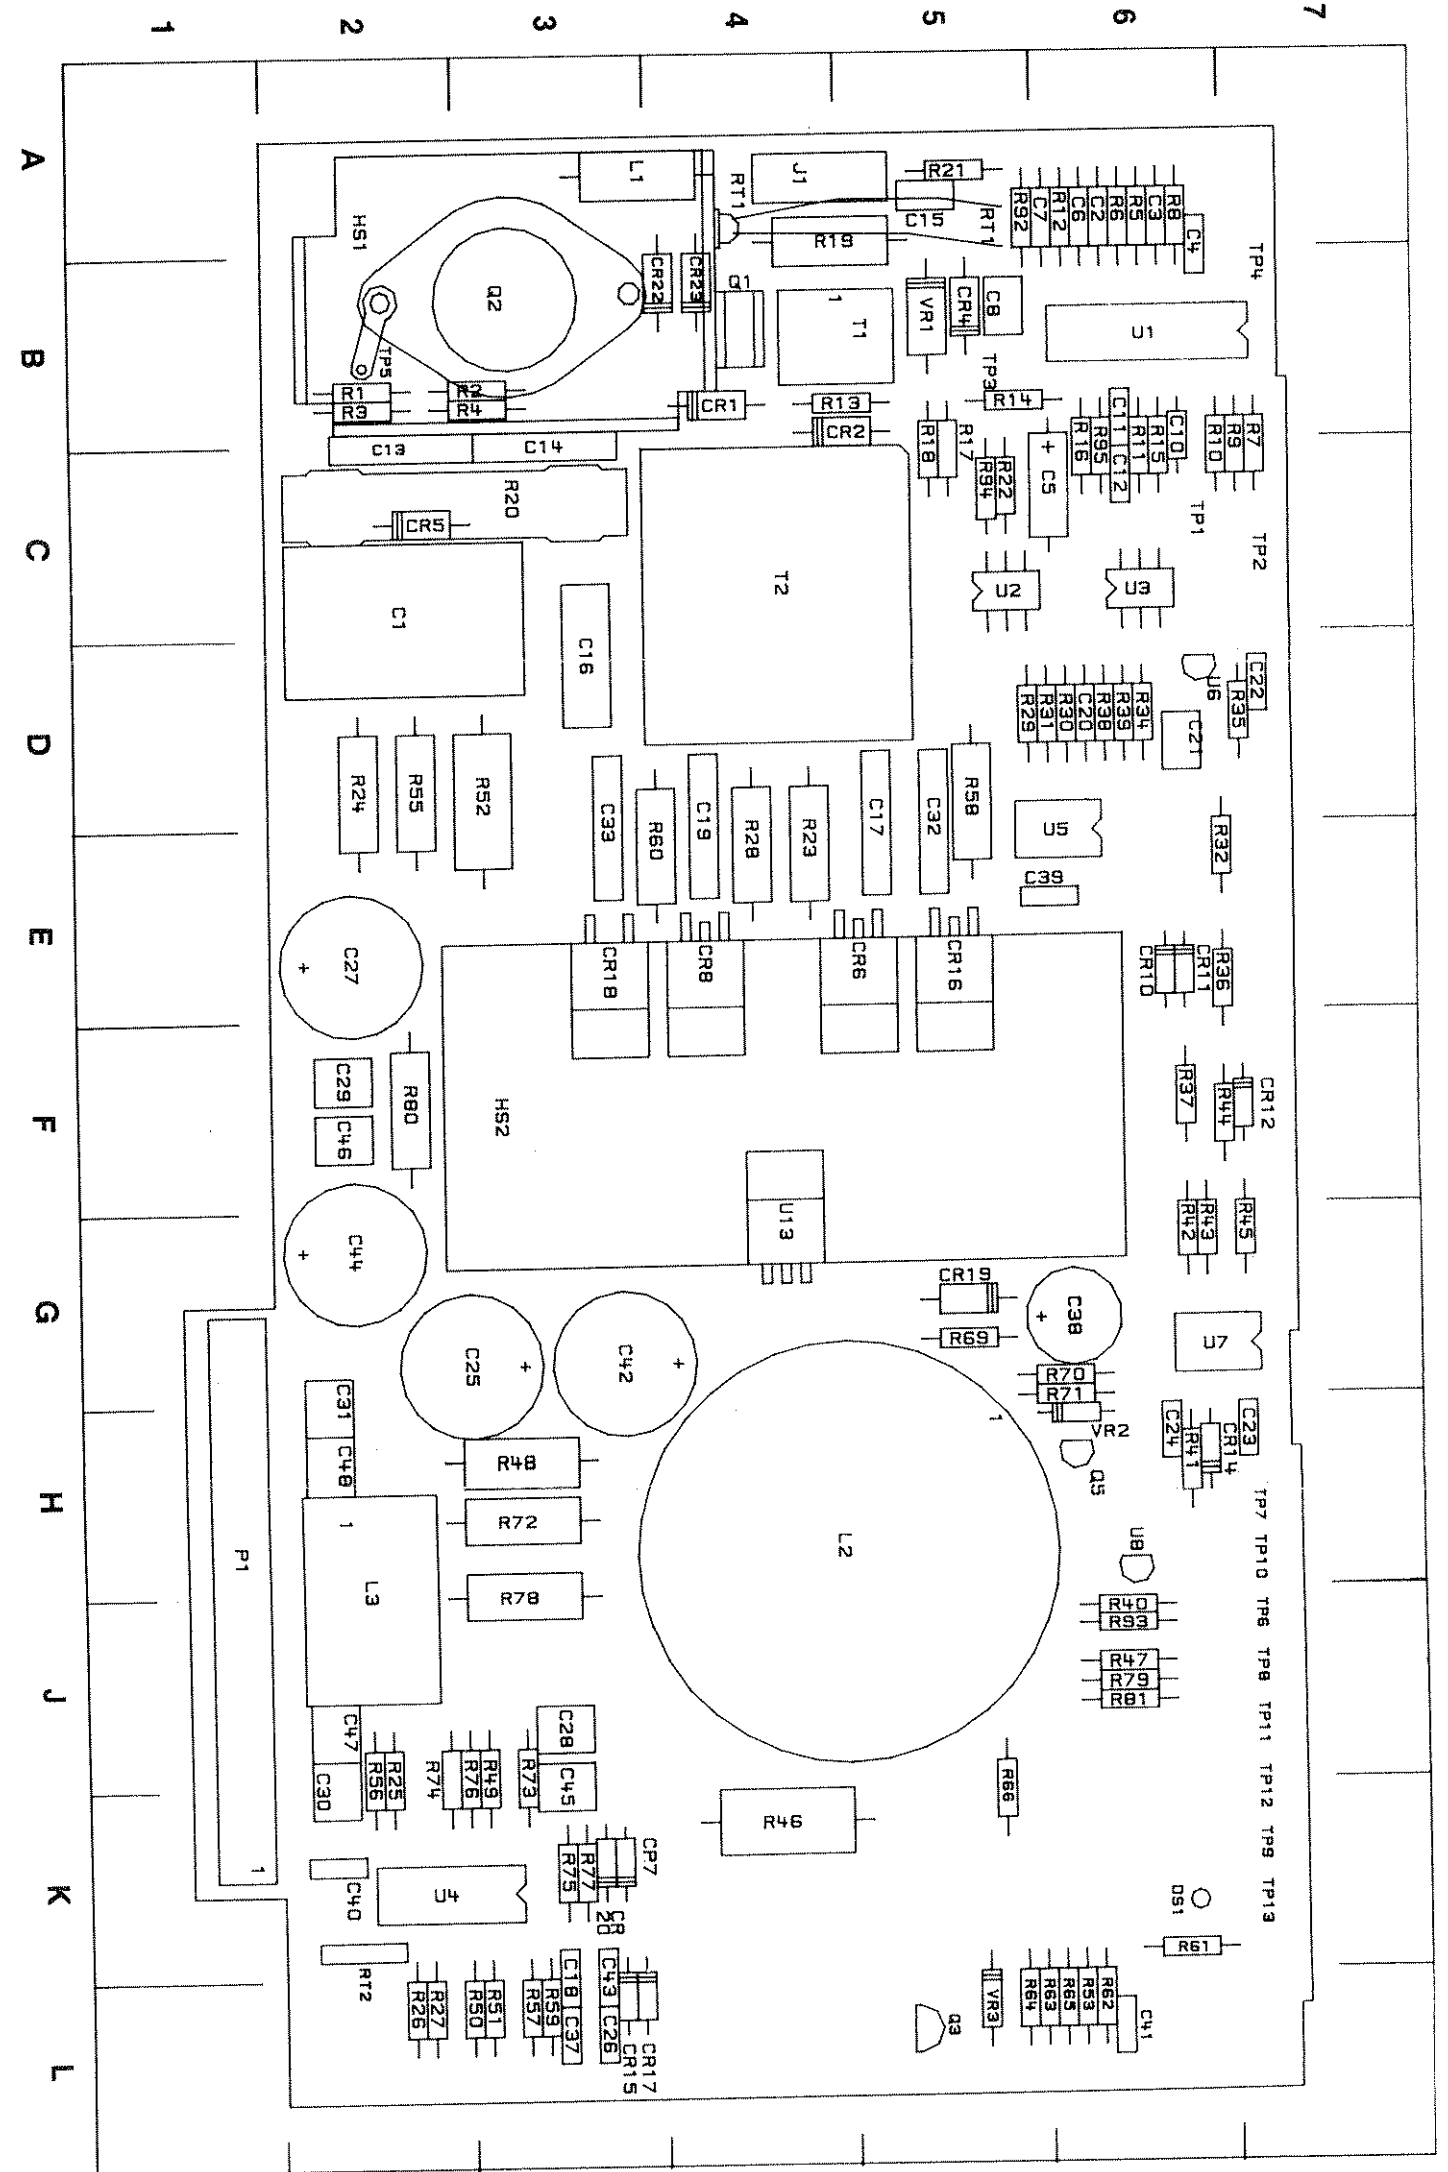 1 2 3 4 5 6 7
A
L1
J1
R21
C15
RT1
RT1
R19
R92
C7
R12
C6
C2
R6
R5
C3
R8
C4
TP4
HS1
CR22
CR23
Q1
Q2
1
T1
VR1
CR4
C8
U1
B
TP5
TP3
R1
R2
R3
R4
CR1
R13
R14
CR2
C13
C14
R18
R17
R94
R22
+
C5
R16
R95
C11
C12
R11
R15
C10
R10
R9
R7
R20
CR5
TP1
TP2
C
C1
T2
U2
U3
C16
U6
C22
R35
R29
R31
R30
C20
R38
R39
R34
C21
D
R24
R55
R52
C33
R60
C19
R28
R23
C17
C32
R58
U5
R32
C39
E
C27
+
CR18
CR8
CR6
CR16
CR10
CR11
R36
C29
R80
HS2
R37
R44
CR12
F
C46
U13
R42
R43
R45
C44
+
CR19
R69
C38
+
U7
G
C25
+
C42
+
R70
R71
VR2
1
C31
C48
R48
Q5
C24
R41
CR14
C23
H
1
R72
L2
U8
TP7
TP10
P1
L3
R78
R40
R93
TP6
R47
R79
R81
TP8
J
C47
C28
TP11
R56
R25
R74
R76
R49
R73
C45
R66
TP12
C30
R46
TP9
1
C40
U4
R75
R77
CR
20
CP7
DS1
TP13
K
RT2
R61
R26
R27
R50
R51
R57
R59
C18
C37
C43
C26
CR15
CR17
Q3
VR3
R64
R63
R65
R53
R62
C41
L